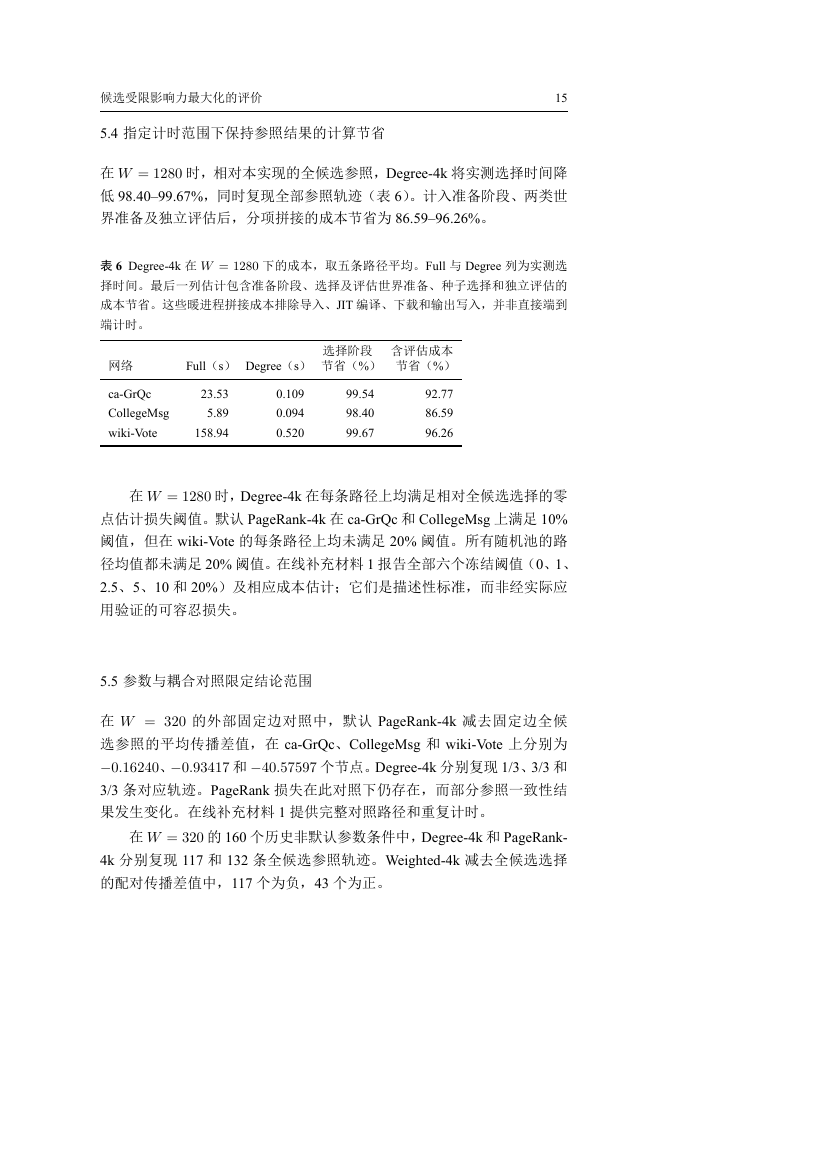 候选受限影响力最大化的评价 15
5.4 指定计时范围下保持参照结果的计算节省
在 W = 1280 时，相对本实现的全候选参照，Degree-4k 将实测选择时间降
低 98.40–99.67%，同时复现全部参照轨迹（表 6）。计入准备阶段、两类世
界准备及独立评估后，分项拼接的成本节省为 86.59–96.26%。
表 6 Degree-4k 在 W = 1280 下的成本，取五条路径平均。Full 与 Degree 列为实测选
择时间。最后一列估计包含准备阶段、选择及评估世界准备、种子选择和独立评估的
成本节省。这些暖进程拼接成本排除导入、JIT 编译、下载和输出写入，并非直接端到
端计时。
选择阶段 含评估成本
网络 Full（s） Degree（s） 节省（%） 节省（%）
ca-GrQc 23.53 0.109 99.54 92.77
CollegeMsg 5.89 0.094 98.40 86.59
wiki-Vote 158.94 0.520 99.67 96.26
在 W = 1280 时，Degree-4k 在每条路径上均满足相对全候选选择的零
点估计损失阈值。默认 PageRank-4k 在 ca-GrQc 和 CollegeMsg 上满足 10%
阈值，但在 wiki-Vote 的每条路径上均未满足 20% 阈值。所有随机池的路
径均值都未满足 20% 阈值。在线补充材料 1 报告全部六个冻结阈值（0、1、
2.5、5、10 和 20%）及相应成本估计；它们是描述性标准，而非经实际应
用验证的可容忍损失。
5.5 参数与耦合对照限定结论范围
在 W = 320 的外部固定边对照中，默认 PageRank-4k 减去固定边全候
选参照的平均传播差值，在 ca-GrQc、CollegeMsg 和 wiki-Vote 上分别为
−0.16240、−0.93417 和 −40.57597 个节点。Degree-4k 分别复现 1/3、3/3 和
3/3 条对应轨迹。PageRank 损失在此对照下仍存在，而部分参照一致性结
果发生变化。在线补充材料 1 提供完整对照路径和重复计时。
在 W = 320 的 160 个历史非默认参数条件中，Degree-4k 和 PageRank-
4k 分别复现 117 和 132 条全候选参照轨迹。Weighted-4k 减去全候选选择
的配对传播差值中，117 个为负，43 个为正。